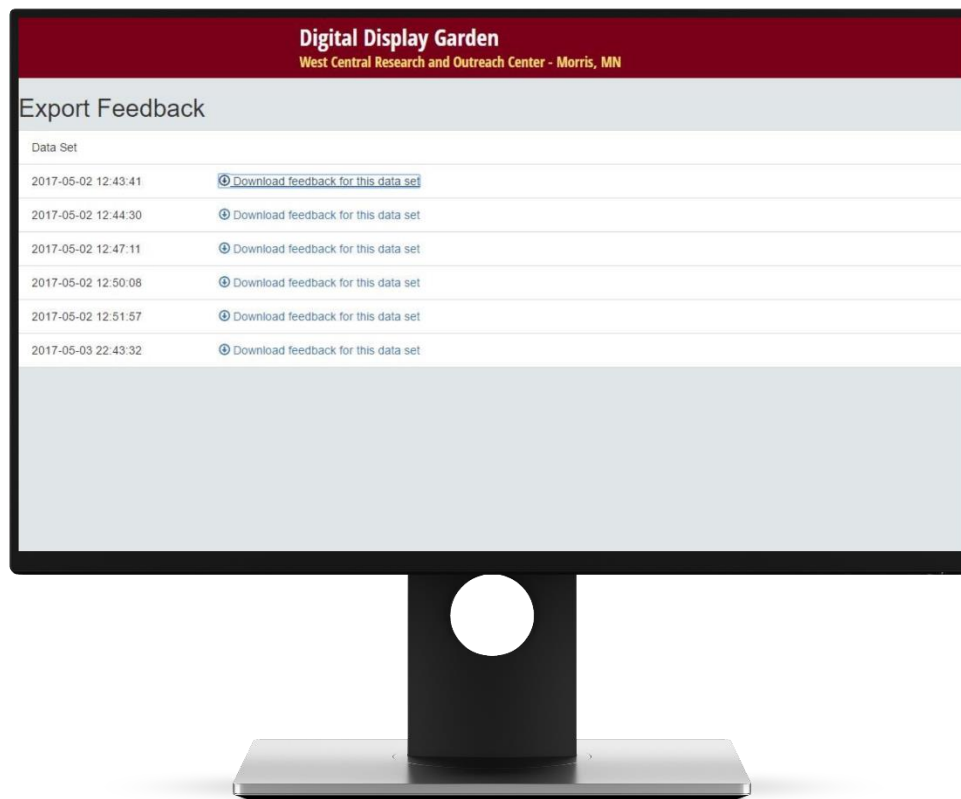 Digital Display Garden
West Central Research and Outreach Center - Morris, MN
Export Feedback
Data Set
2017-05-02 12:43:41 Download feedback for this data set
2017-05-02 12:44:30 Download feedback for this data set
2017-05-02 12:47:11 Download feedback for this data set
2017-05-02 12:50:08 Download feedback for this data set
2017-05-02 12:51:57 Download feedback for this data set
2017-05-03 22:43:32 Download feedback for this data set